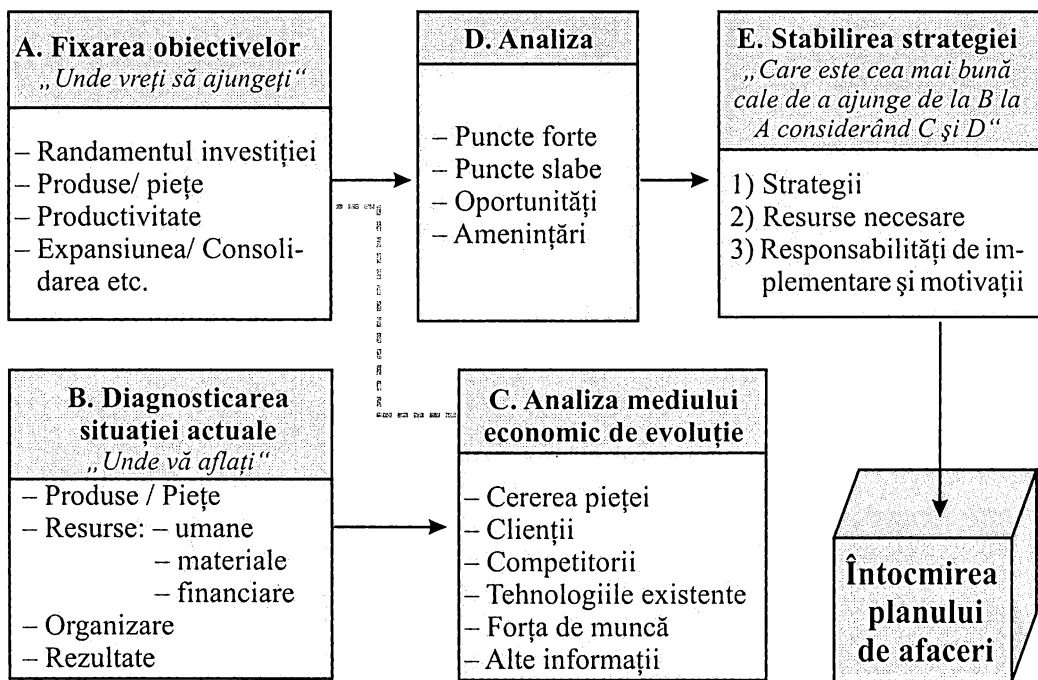 A. Fixarea obiectivelor
„Unde vreți să ajungeți“
– Randamentul investiției
– Produse/ piețe
– Productivitate
– Expansiunea/ Consoli-
darea etc.
D. Analiza
– Puncte forte
– Puncte slabe
– Oportunități
– Amenințări
E. Stabilirea strategiei
„Care este cea mai bună
cale de a ajunge de la B la
A considerând C și D“
1) Strategii
2) Resurse necesare
3) Responsabilități de im-
plementare și motivații
B. Diagnosticarea
situației actuale
„Unde vă aflați“
– Produse / Piețe
– Resurse: – umane
– materiale
– financiare
– Organizare
– Rezultate
C. Analiza mediului
economic de evoluție
– Cererea pieței
– Clienții
– Competitorii
– Tehnologiile existente
– Forța de muncă
– Alte informații
Întocmirea
planului
de afaceri